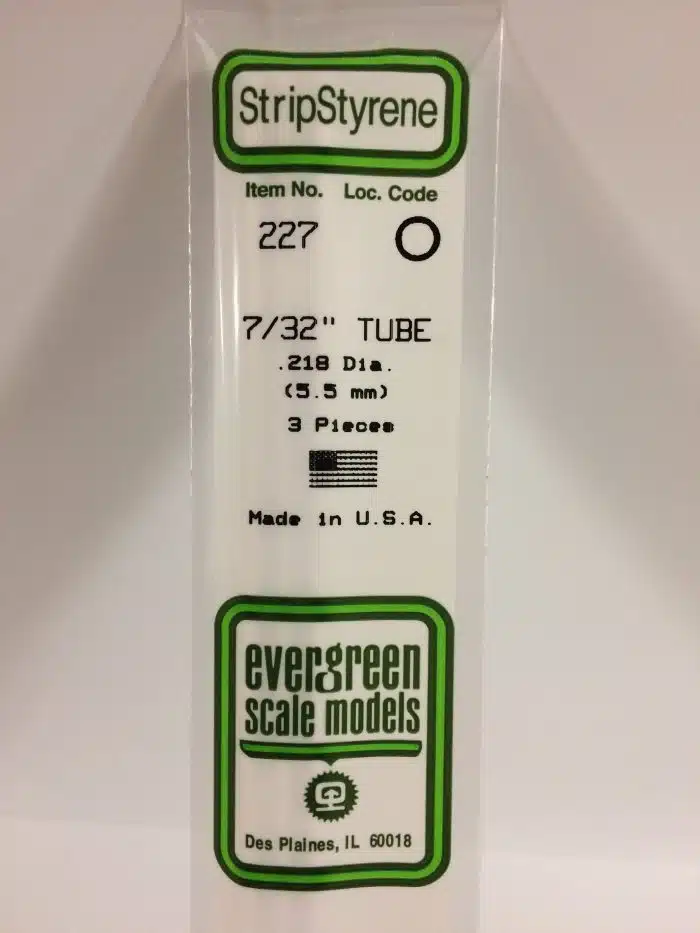 StripStyrene
Item No. Loc. Code
227
7/32" TUBE
.218 Dia.
(5.5 mm)
3 Pieces
Made in U.S.A.
evergreen
scale models
Des Plaines, IL 60018